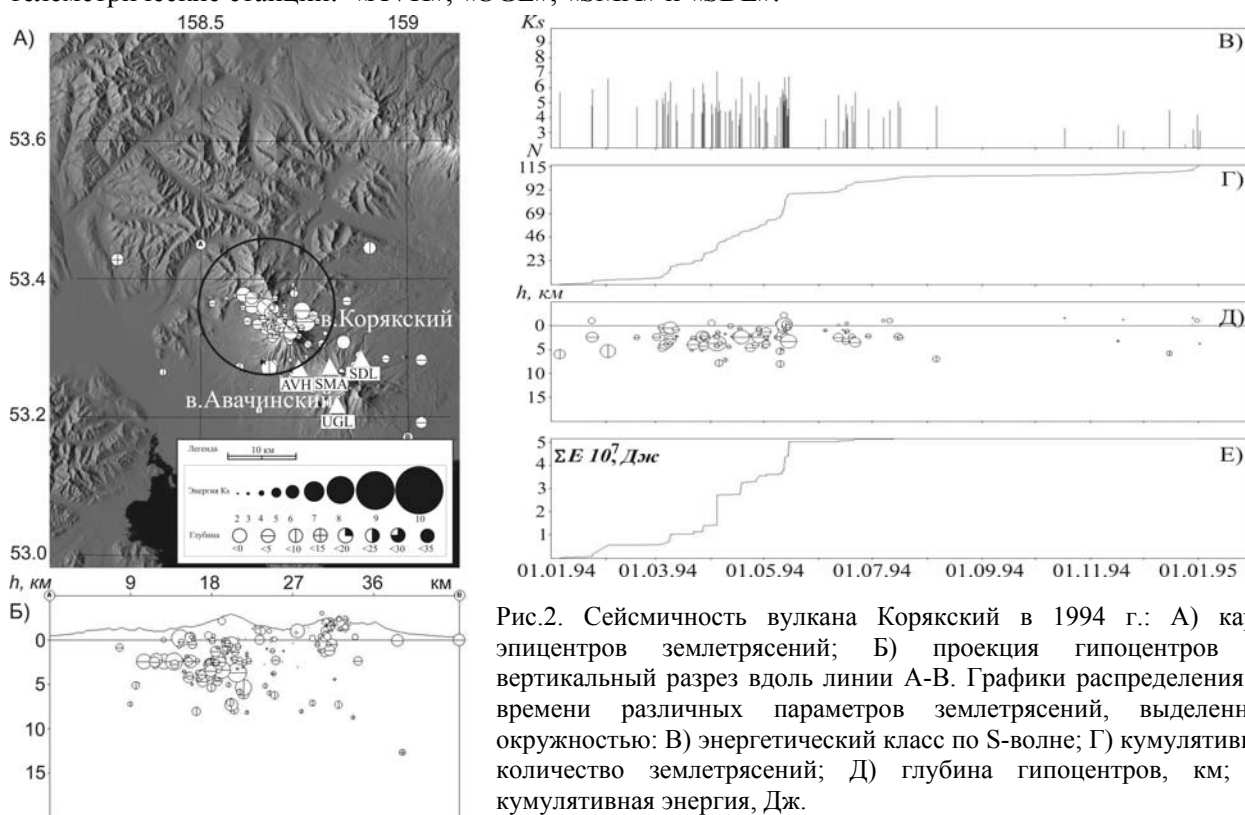 телеметрические станции: «AVH», «UGL», «SMA» и «SDL».
158.5 159
А)
53.6
53.4
53.2
53.0
A
в.Корякский
SDL
AVH SMA
в.Авачинский
UGL
B
Легенда 10 км
Энергия Ks
2 3 4 5 6 7 8 9 10
Глубина
<0 <5 <10 <15 <20 <25 <30 <35
h, км 9 18 27 36 км
A B
Б)
0
5
10
15
Ks
В)
9
8
7
6
5
4
3
N
Г)
115
92
69
46
23
h, км
Д)
0
5
10
15
ΣE 10⁷, Дж
Е)
5
4
3
2
1
01.01.94 01.03.94 01.05.94 01.07.94 01.09.94 01.11.94 01.01.95
Рис.2. Сейсмичность вулкана Корякский в 1994 г.: А)
эпицентров землетрясений; Б) проекция гипоцентров
вертикальный разрез вдоль линии А-В. Графики распределения
времени различных параметров землетрясений,
окружностью: В) энергетический класс по S-волне; Г)
количество землетрясений; Д) глубина гипоцентров, км;
кумулятивная энергия, Дж.